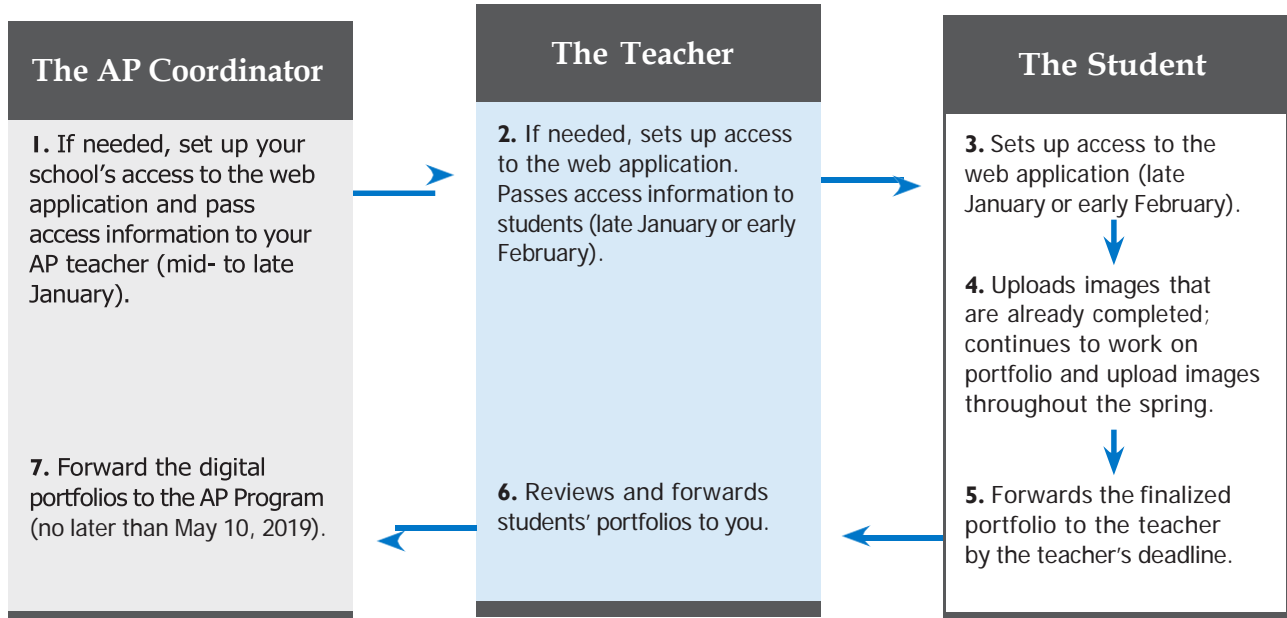 The AP Coordinator
1. If needed, set up your
school's access to the web
application and pass
access information to your
AP teacher (mid- to late
January).
7. Forward the digital
portfolios to the AP Program
(no later than May 10, 2019).
The Teacher
2. If needed, sets up access
to the web application.
Passes access information to
students (late January or early
February).
6. Reviews and forwards
students' portfolios to you.
The Student
3. Sets up access to the
web application (late
January or early February).
4. Uploads images that
are already completed;
continues to work on
portfolio and upload images
throughout the spring.
5. Forwards the finalized
portfolio to the teacher
by the teacher's deadline.